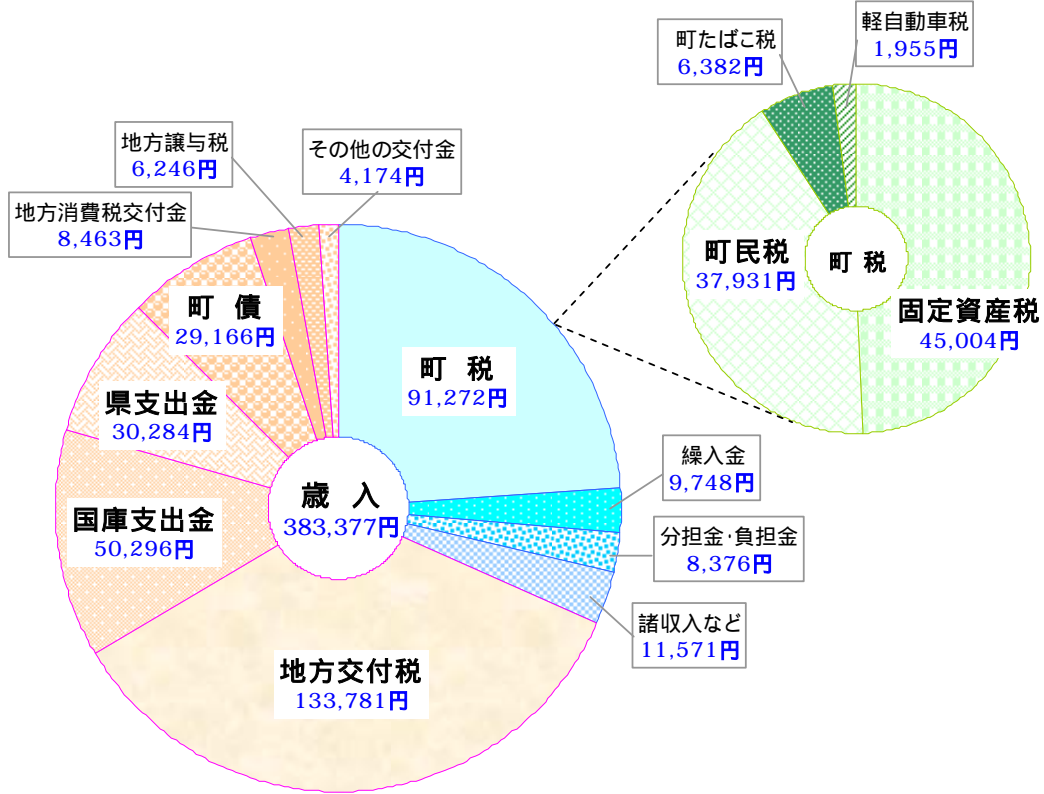 軽自動車税
1,955円
町たばこ税
6,382円
町民税
37,931円
町税
固定資産税
45,004円
地方譲与税
6,246円
その他の交付金
4,174円
地方消費税交付金
8,463円
町 債
29,166円
町 税
91,272円
県支出金
30,284円
繰入金
9,748円
歳 入
383,377円
国庫支出金
50,296円
分担金・負担金
8,376円
諸収入など
11,571円
地方交付税
133,781円